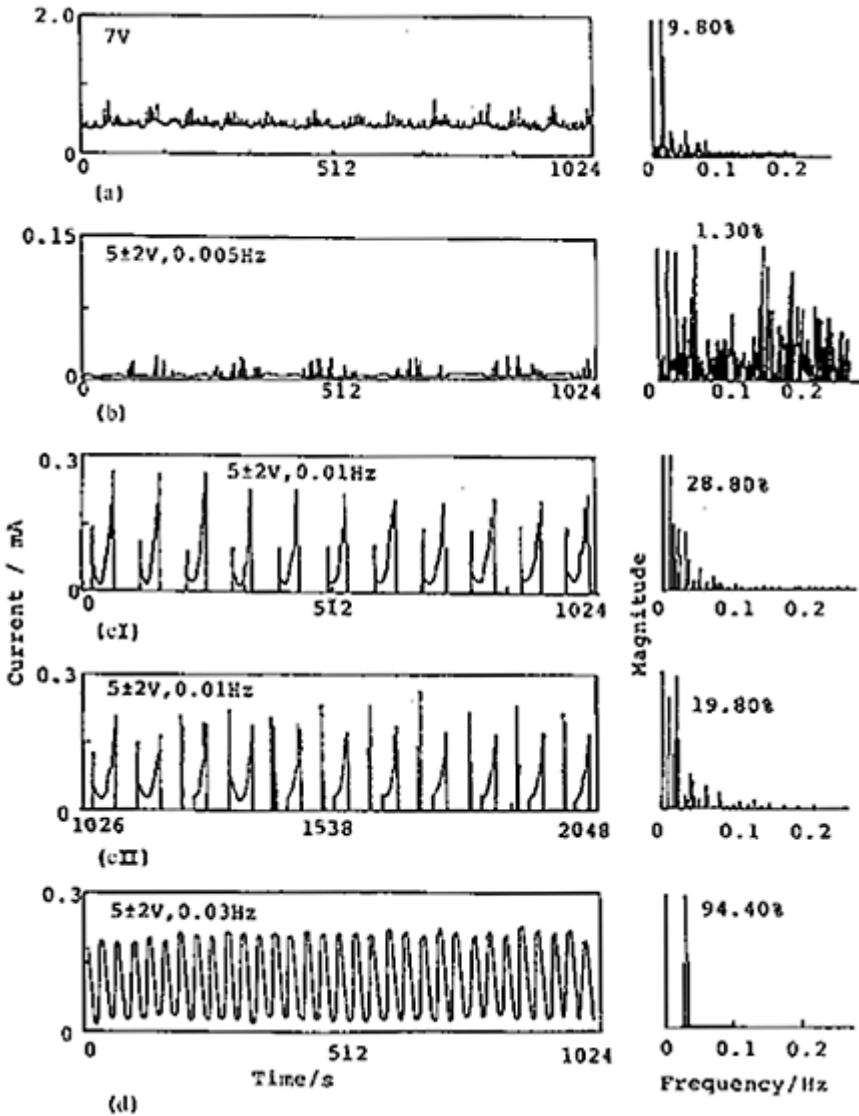 2.0
7V
9.80%
0
0 512 1024
0 0.1 0.2
(a)
0.15
5±2V,0.005Hz
1.30%
0
0 512 1024
0 0.1 0.2
(b)
0.3
5±2V,0.01Hz
28.80%
0
0 512 1024
0 0.1 0.2
(cI)
Current / mA
Magnitude
0.3
5±2V,0.01Hz
19.80%
0
1026 1538 2048
0 0.1 0.2
(cII)
0.3
5±2V,0.03Hz
94.40%
0
0 512 1024
0 0.1 0.2
Time/s
Frequency/Hz
(d)